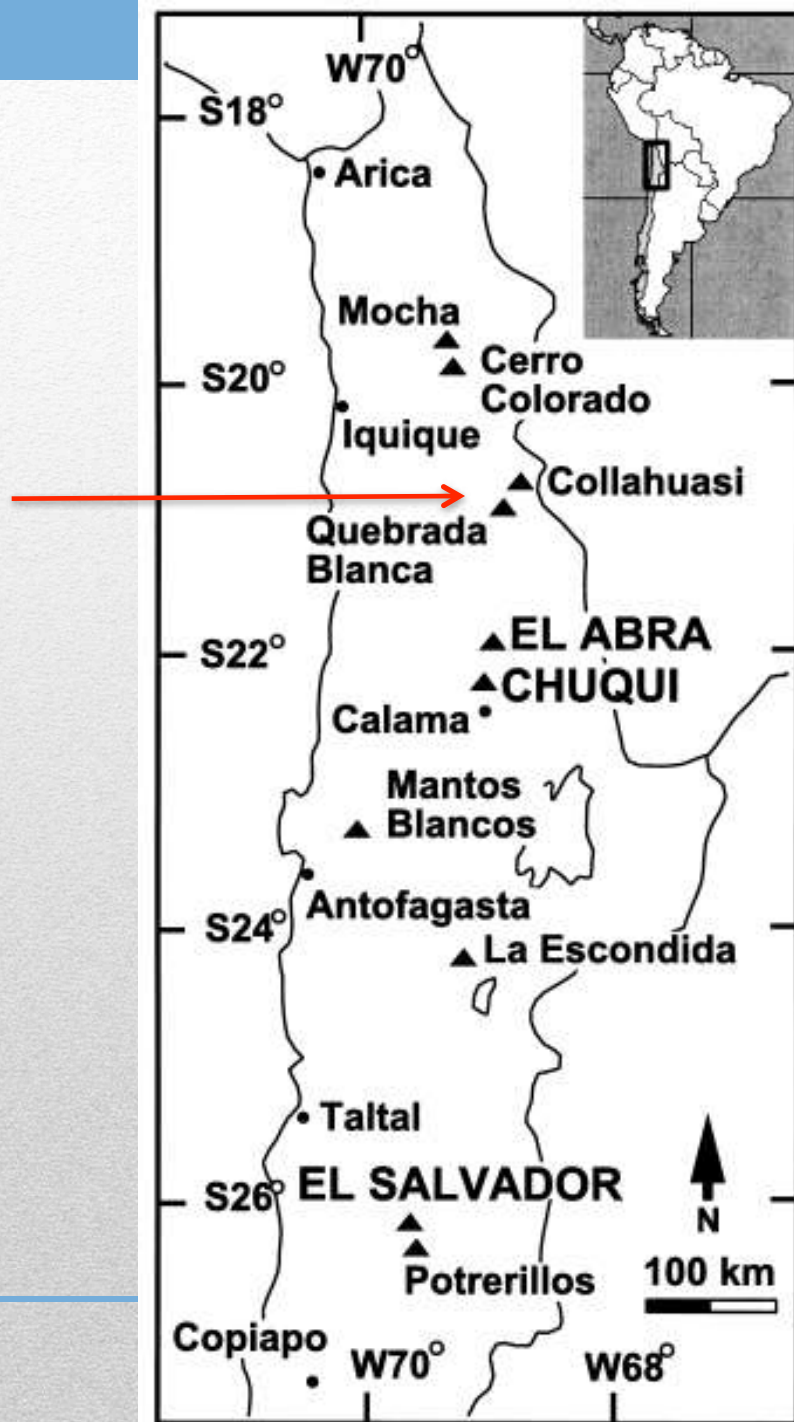 W70°
S18°
Arica
Mocha
Cerro
Colorado
S20°
Iquique
Collahuasi
Quebrada
Blanca
EL ABRA
S22°
CHUQUI
Calama
Mantos
Blancos
Antofagasta
S24°
La Escondida
Taltal
S26° EL SALVADOR
N
Potrerillos
100 km
Copiapo
W70° W68°